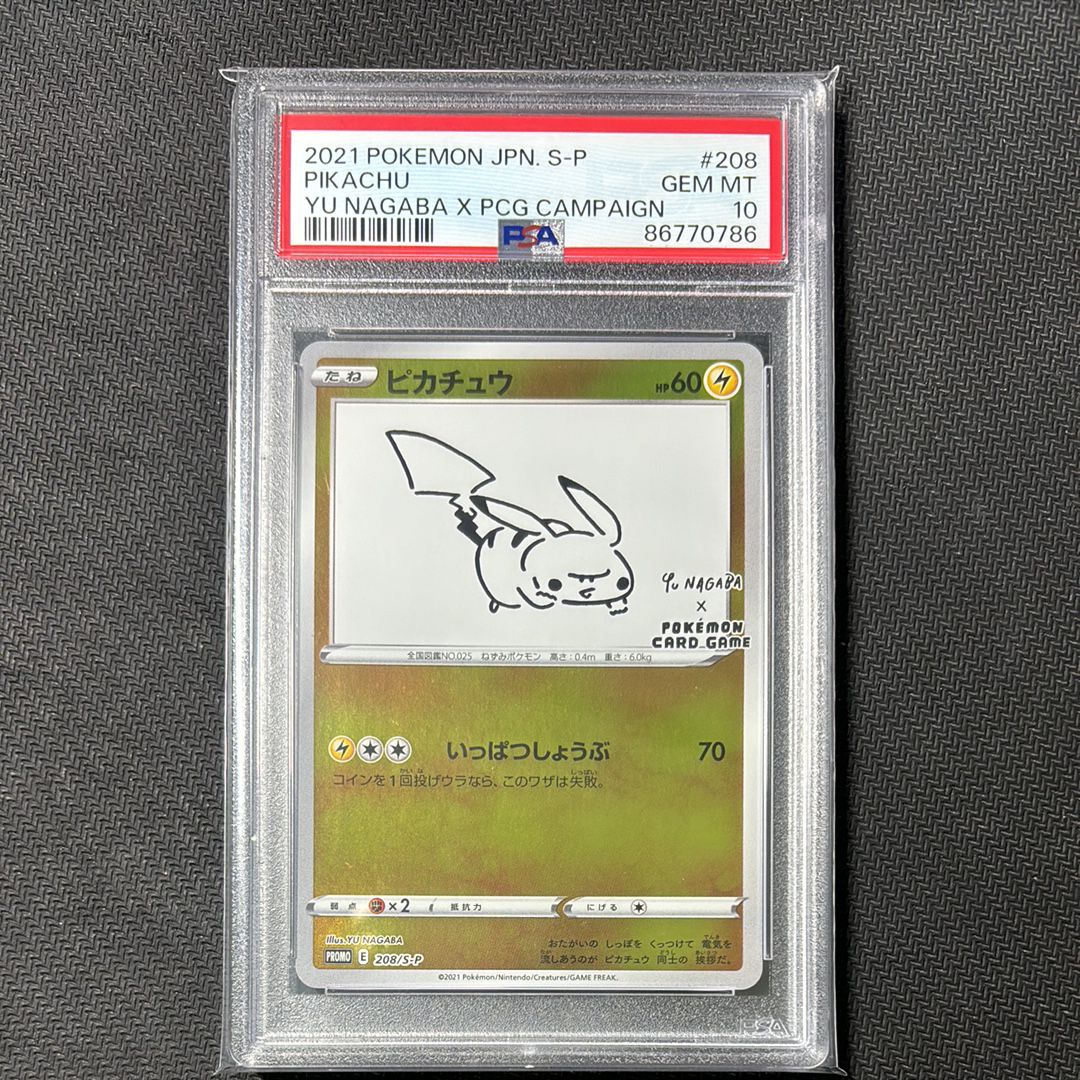 2021 POKEMON JPN. S-P #208
PIKACHU GEM MT
YU NAGABA X PCG CAMPAIGN 10
PSA 86770786
たね ピカチュウ HP60
YU NAGABA
×
POKÉMON
CARD GAME
全国図鑑NO.025 ねずみポケモン 高さ:0.4m 重さ:6.0kg
いっぱつしょうぶ 70
コインを1回投げウラなら、このワザは失敗。
弱点 ×2 抵抗力 にげる
Illus.YU NAGABA
PROMO E 208/S-P
おたがいの しっぽを くっつけて 電気を
流しあうのが ピカチュウ 同士の 挨拶だ。
©2021 Pokémon/Nintendo/Creatures/GAME FREAK.
PSA